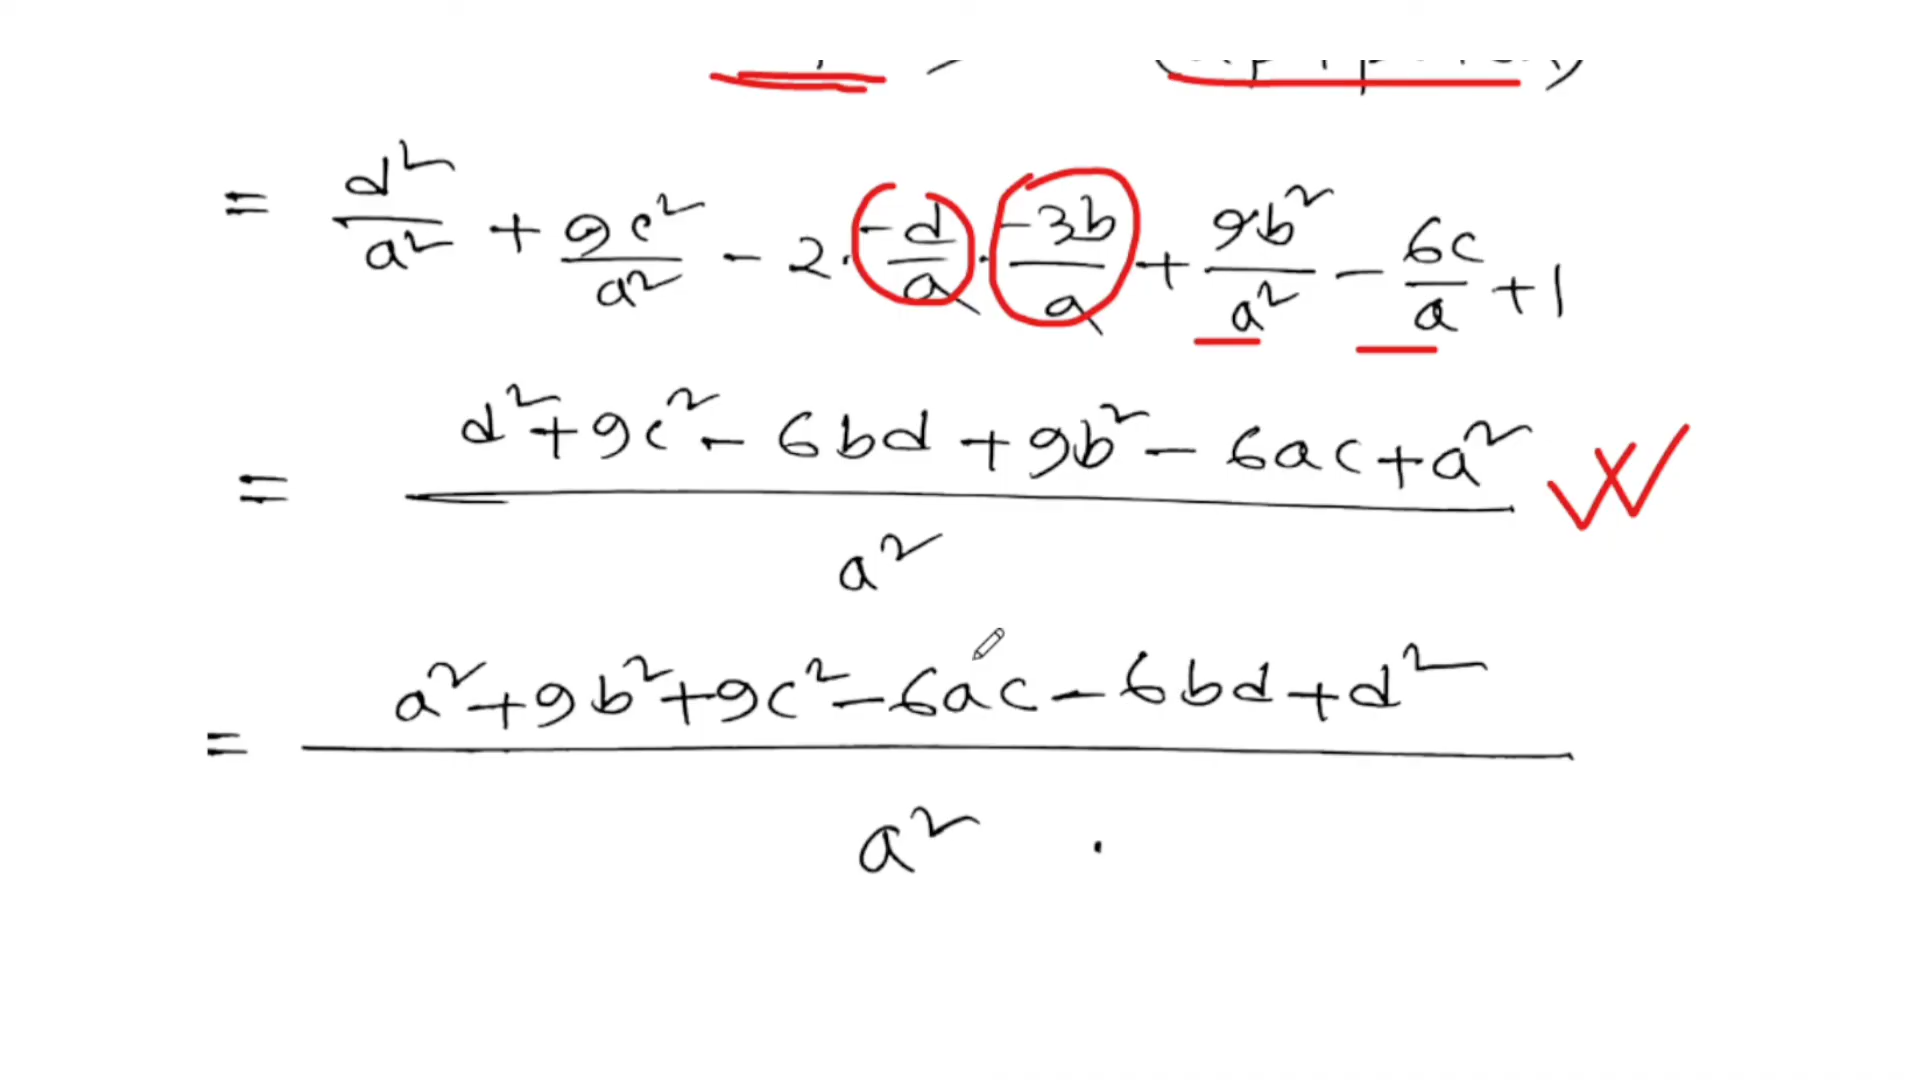 = d²/a² + 9c²/a² - 2 · -d/a · -3b/a + 9b²/a² - 6c/a + 1
= d² + 9c² - 6bd + 9b² - 6ac + a² / a²
= a² + 9b² + 9c² - 6ac - 6bd + d² / a² .